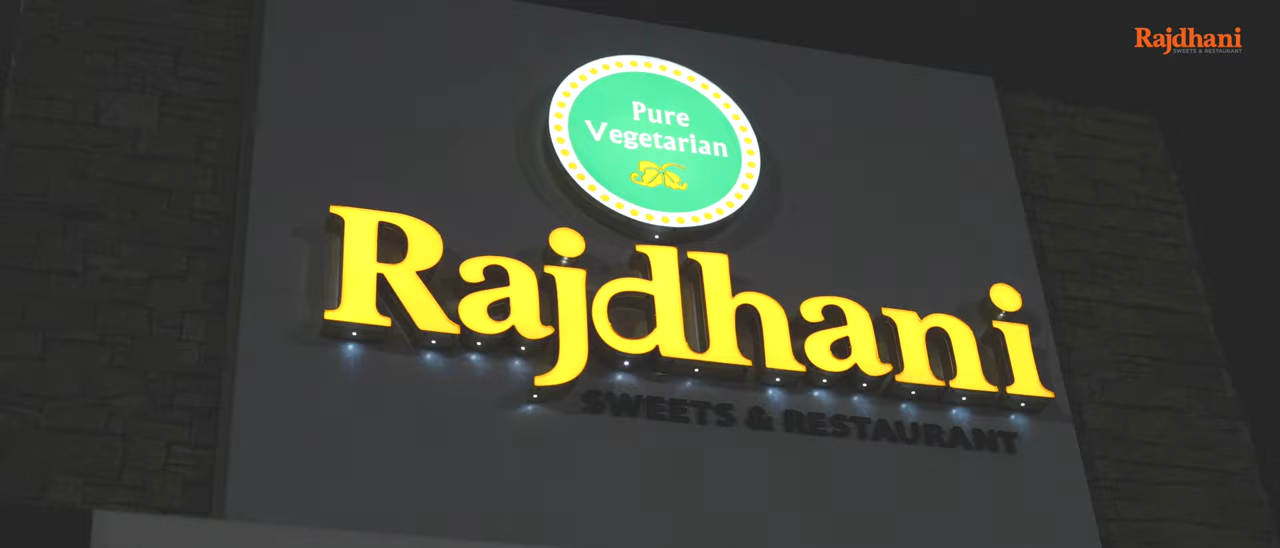 Pure
Vegetarian
Rajdhani
SWEETS & RESTAURANT
Rajdhani
SWEETS & RESTAURANT